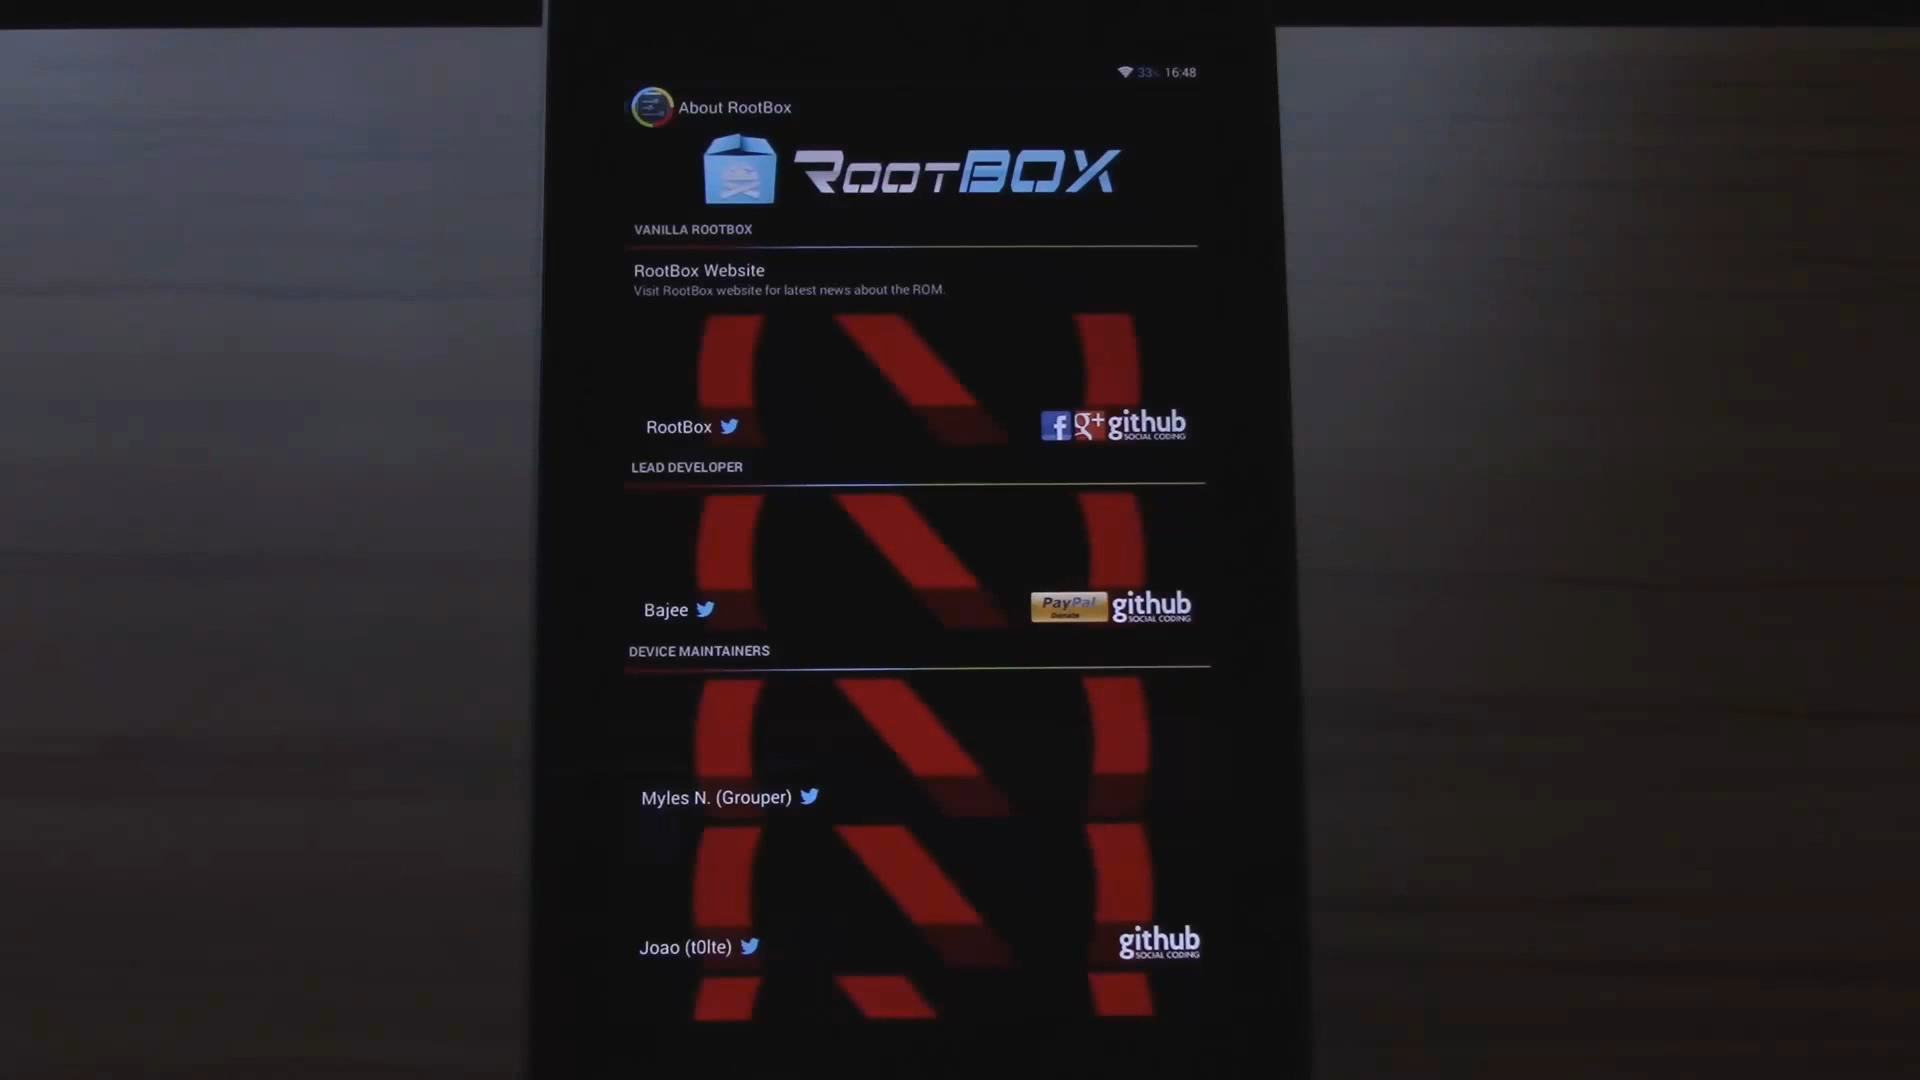 33% 16:48
About RootBox
RootBOX
VANILLA ROOTBOX
RootBox Website
Visit RootBox website for latest news about the ROM.
RootBox
f g+ github
SOCIAL CODING
LEAD DEVELOPER
Bajee
PayPal
Donate
github
SOCIAL CODING
DEVICE MAINTAINERS
Myles N. (Grouper)
Joao (t0lte)
github
SOCIAL CODING